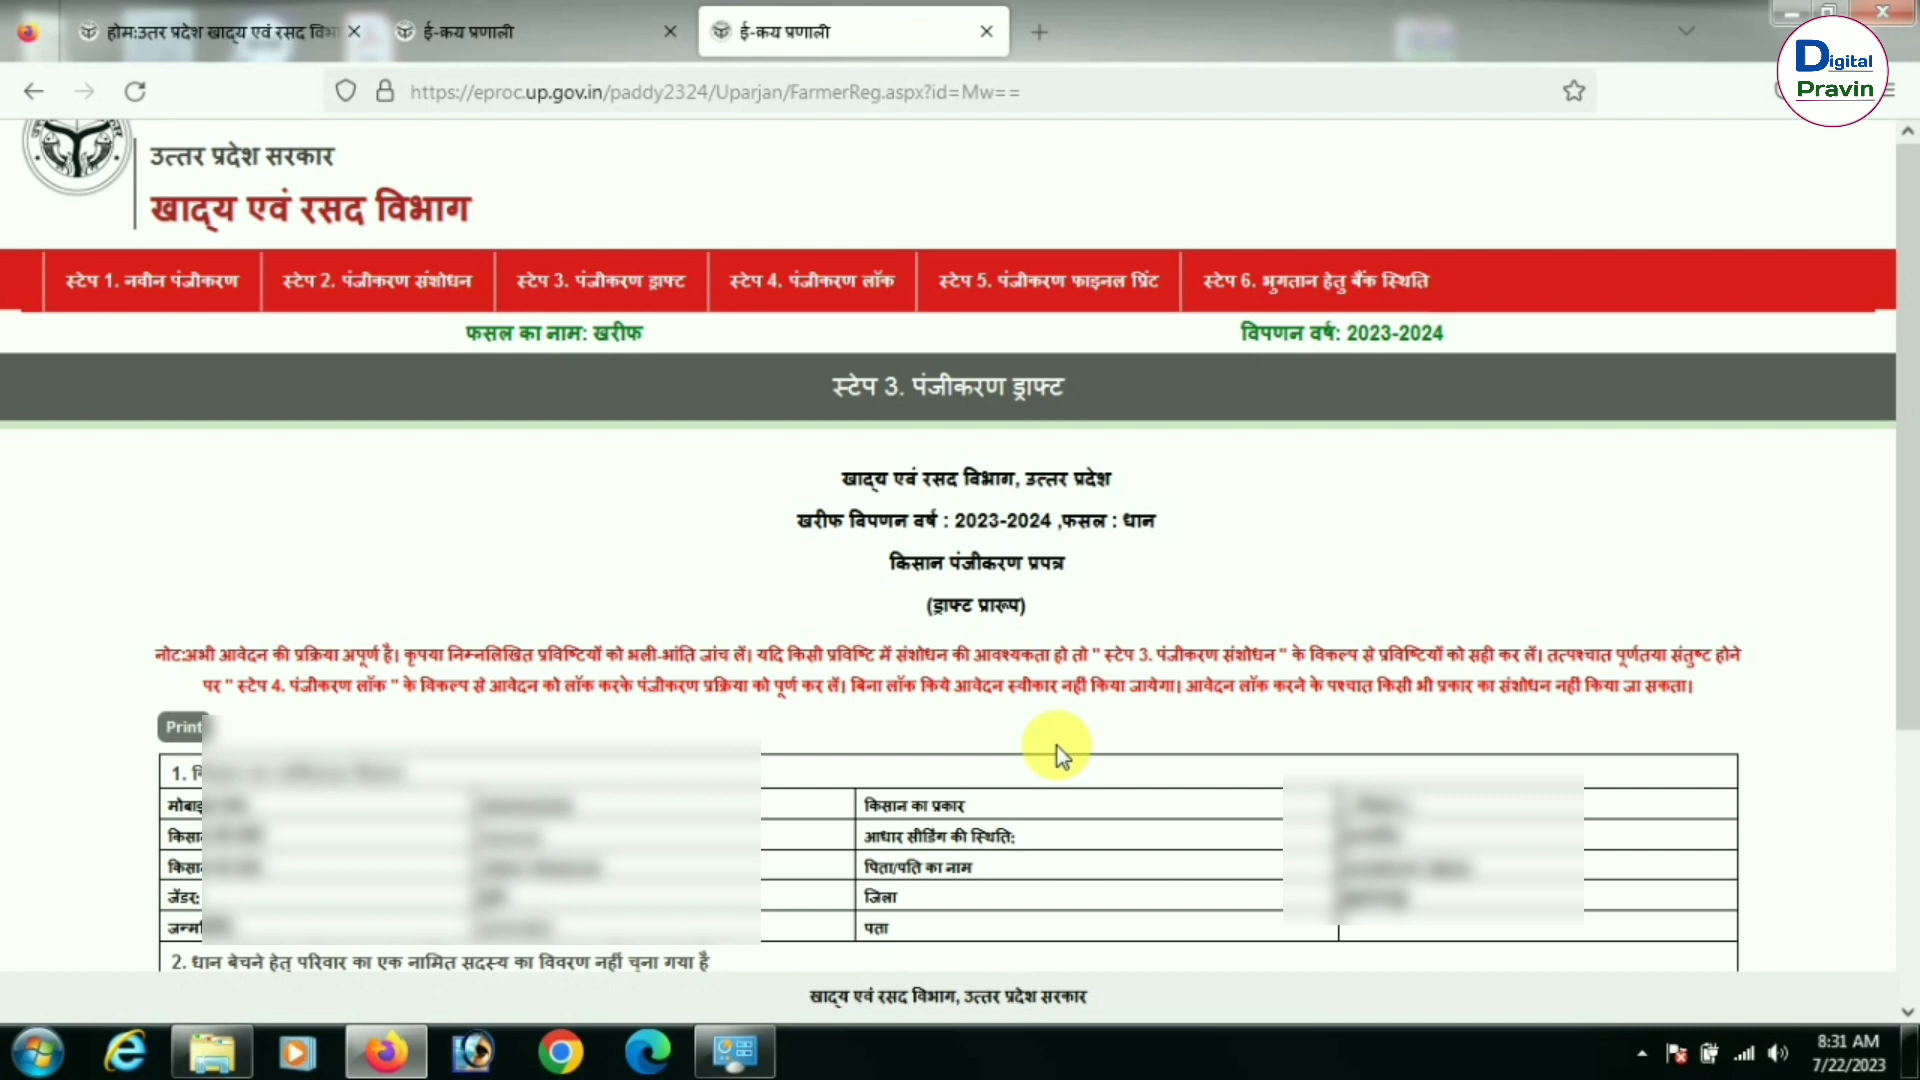 होम:उतर प्रदेश खाद्य एवं रसद विभा
ई-क्रय प्रणाली
ई-क्रय प्रणाली
Digital
Pravin
https://eproc.up.gov.in/paddy2324/Uparjan/FarmerReg.aspx?id=Mw==
उत्तर प्रदेश सरकार
खाद्य एवं रसद विभाग
स्टेप 1. नवीन पंजीकरण
स्टेप 2. पंजीकरण संशोधन
स्टेप 3. पंजीकरण ड्राफ्ट
स्टेप 4. पंजीकरण लॉक
स्टेप 5. पंजीकरण फाइनल प्रिंट
स्टेप 6. भुगतान हेतु बैंक स्थिति
फसल का नाम: खरीफ
विपणन वर्ष: 2023-2024
स्टेप 3. पंजीकरण ड्राफ्ट
खाद्य एवं रसद विभाग, उत्तर प्रदेश
खरीफ विपणन वर्ष : 2023-2024 ,फसल : धान
किसान पंजीकरण प्रपत्र
(ड्राफ्ट प्रारूप)
नोट:अभी आवेदन की प्रक्रिया अपूर्ण है। कृपया निम्नलिखित प्रविष्टियों को भली-भांति जांच लें। यदि किसी प्रविष्टि में संशोधन की आवश्यकता हो तो " स्टेप 3. पंजीकरण संशोधन " के विकल्प से प्रविष्टियों को सही कर लें। तत्पश्चात पूर्णतया संतुष्ट होने
पर " स्टेप 4. पंजीकरण लॉक " के विकल्प से आवेदन को लॉक करके पंजीकरण प्रक्रिया को पूर्ण कर लें। बिना लॉक किये आवेदन स्वीकार नहीं किया जायेगा। आवेदन लॉक करने के पश्चात किसी भी प्रकार का संशोधन नहीं किया जा सकता।
Print
1.
किसान का प्रकार
आधार सीडिंग की स्थिति:
पिता/पति का नाम
जेंडर:
जिला
पता
2. धान बेचने हेतु परिवार का एक नामित सदस्य का विवरण नहीं चुना गया है
खाद्य एवं रसद विभाग, उत्तर प्रदेश सरकार
8:31 AM
7/22/2023